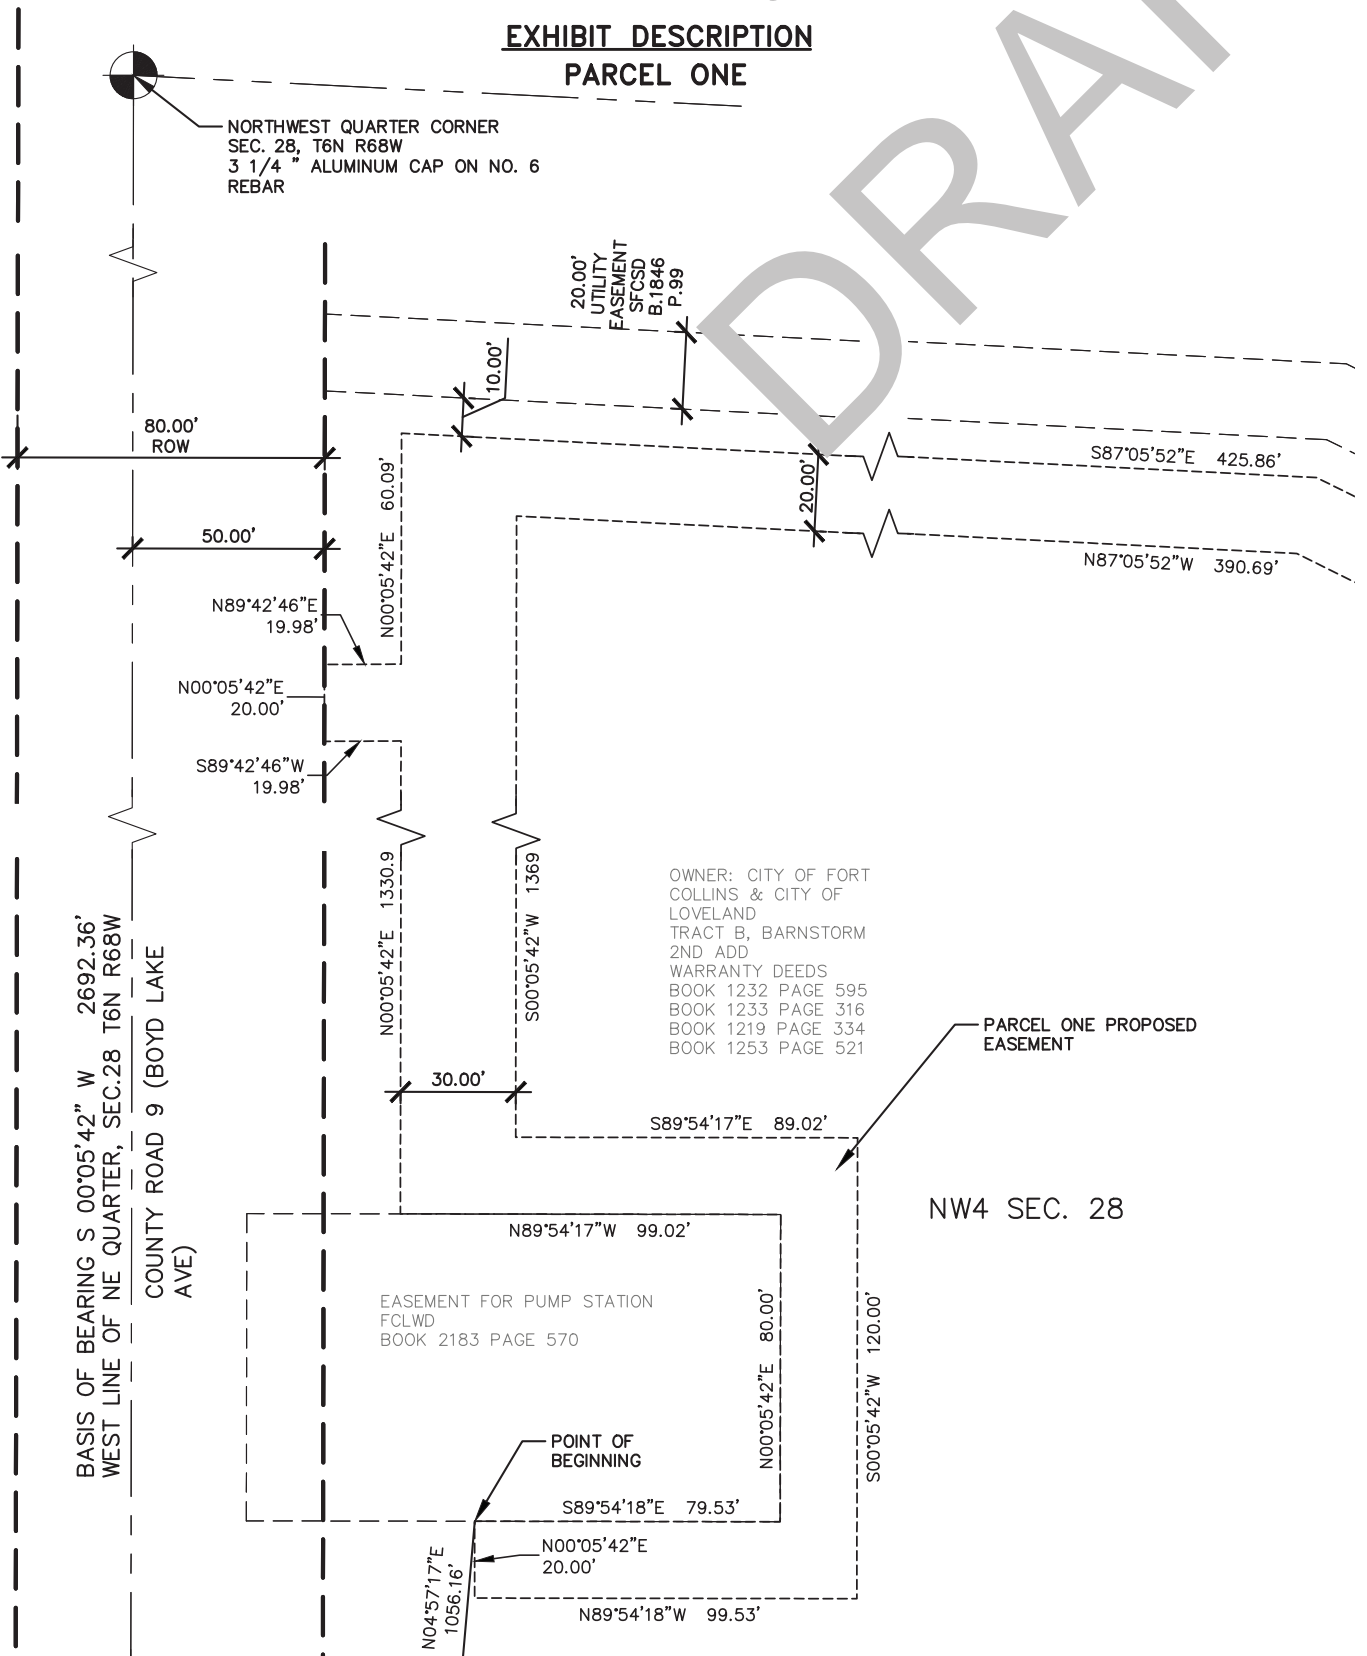 EXHIBIT DESCRIPTION
PARCEL ONE
NORTHWEST QUARTER CORNER
SEC. 28, T6N R68W
3 1/4 " ALUMINUM CAP ON NO. 6
REBAR
20.00'
UTILITY
EASEMENT
SFCSD
B.1846
P.99
10.00'
80.00'
ROW
50.00'
N00°05'42"E 60.09'
20.00'
S87°05'52"E 425.86'
N87°05'52"W 390.69'
N89°42'46"E
19.98'
N00°05'42"E
20.00'
S89°42'46"W
19.98'
N00°05'42"E 1330.9
S00°05'42"W 1369
OWNER: CITY OF FORT
COLLINS & CITY OF
LOVELAND
TRACT B, BARNSTORM
2ND ADD
WARRANTY DEEDS
BOOK 1232 PAGE 595
BOOK 1233 PAGE 316
BOOK 1219 PAGE 334
BOOK 1253 PAGE 521
PARCEL ONE PROPOSED
EASEMENT
30.00'
S89°54'17"E 89.02'
BASIS OF BEARING S 00°05'42" W 2692.36'
WEST LINE OF NE QUARTER, SEC.28 T6N R68W
COUNTY ROAD 9 (BOYD LAKE
AVE)
NW4 SEC. 28
N89°54'17"W 99.02'
EASEMENT FOR PUMP STATION
FCLWD
BOOK 2183 PAGE 570
N00°05'42"E 80.00'
S00°05'42"W 120.00'
POINT OF
BEGINNING
S89°54'18"E 79.53'
N00°05'42"E
20.00'
N04°57'17"E
1056.16'
N89°54'18"W 99.53'